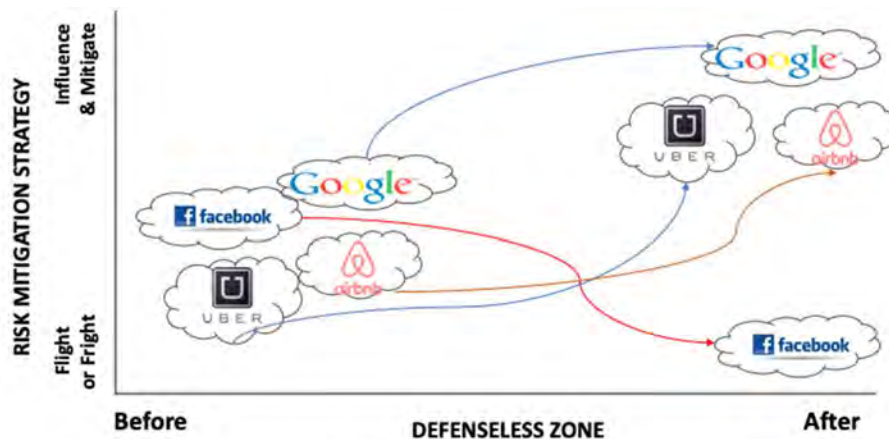 RISK MITIGATION STRATEGY
Influence
& Mitigate
Flight
or Fright
Google
Google
UBER
airbnb
facebook
airbnb
UBER
facebook
Before
DEFENSELESS ZONE
After